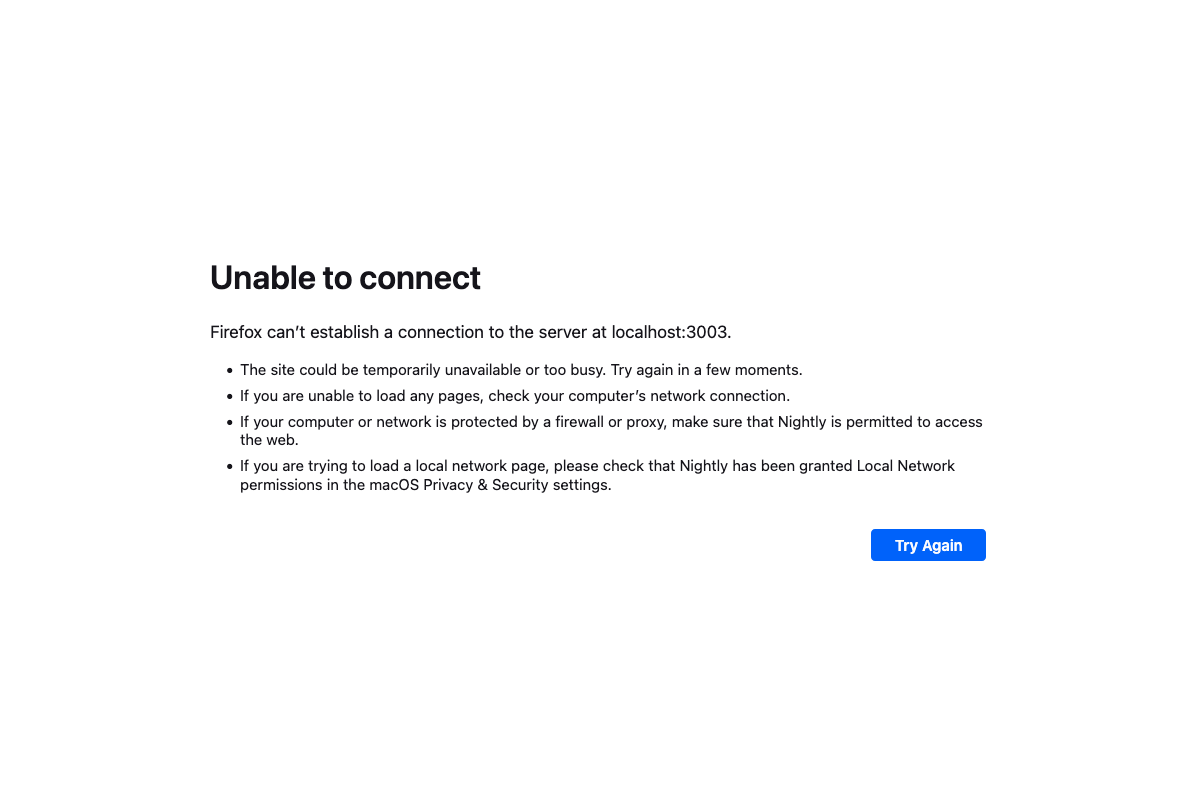 Unable to connect
Firefox can’t establish a connection to the server at localhost:3003.
• The site could be temporarily unavailable or too busy. Try again in a few moments.
• If you are unable to load any pages, check your computer’s network connection.
• If your computer or network is protected by a firewall or proxy, make sure that Nightly is permitted to access
the web.
• If you are trying to load a local network page, please check that Nightly has been granted Local Network
permissions in the macOS Privacy & Security settings.
Try Again